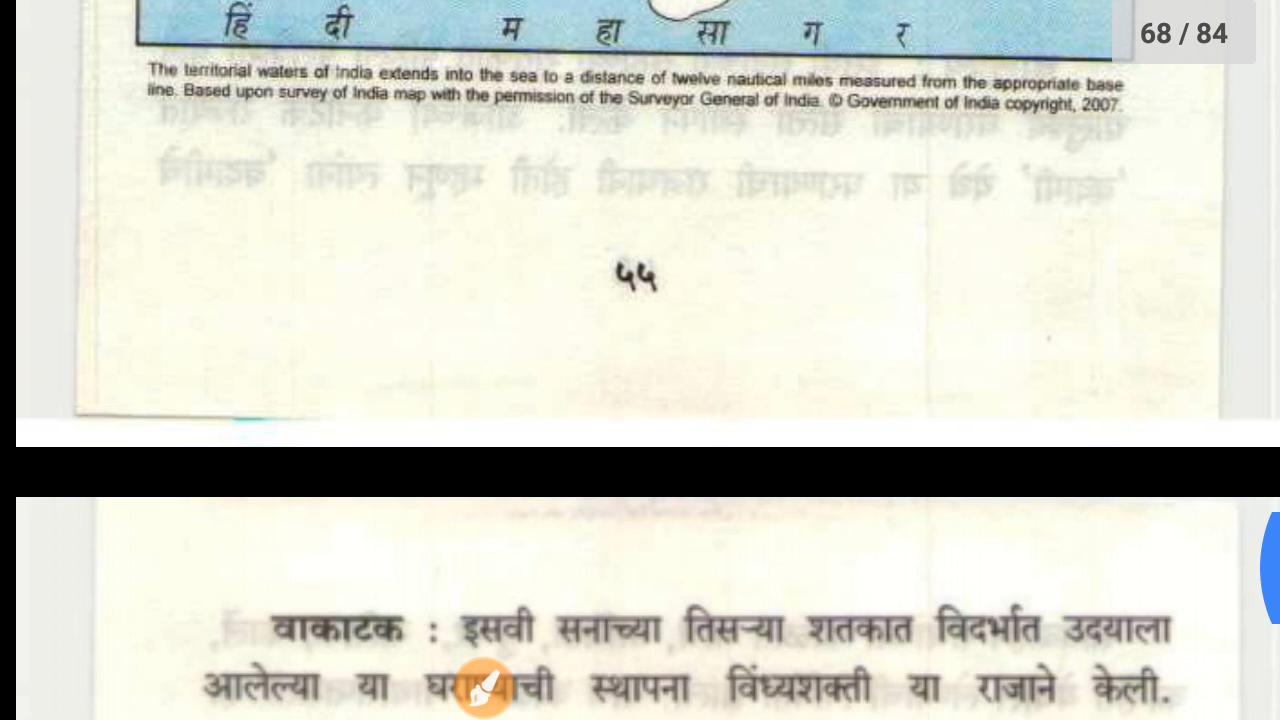 हिं दी म हा सा ग र
68 / 84
The territorial waters of India extends into the sea to a distance of twelve nautical miles measured from the appropriate base
line. Based upon survey of India map with the permission of the Surveyor General of India. © Government of India copyright, 2007.
५५
वाकाटक : इसवी सनाच्या तिसऱ्या शतकात विदर्भात उदयाला
आलेल्या या स्थापना विंध्यशक्ती या राजाने केली.